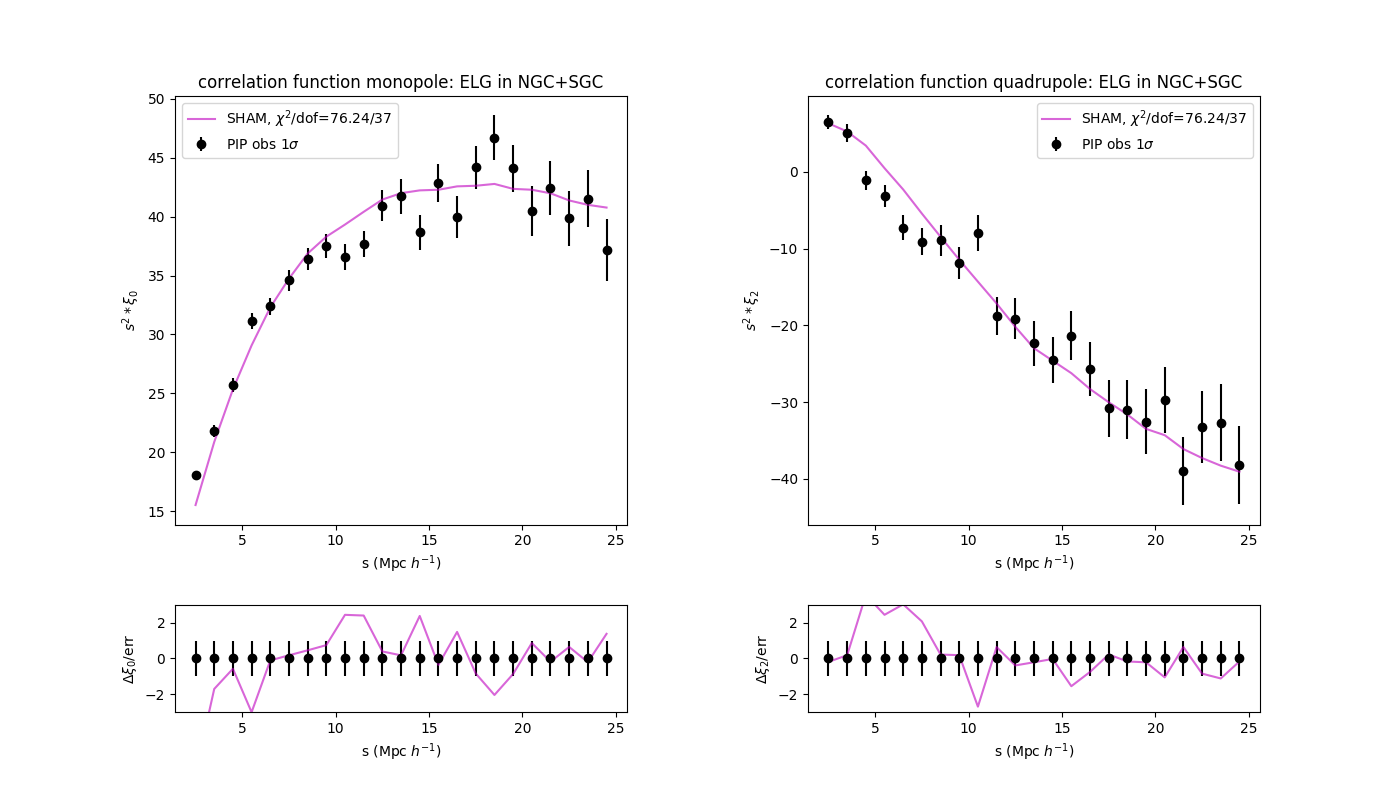 correlation function monopole: ELG in NGC+SGC
SHAM, χ²/dof=76.24/37
PIP obs 1σ
50
45
40
35
30
25
20
15
s² * ξ₀
5 10 15 20 25
s (Mpc h⁻¹)
2
0
−2
Δξ₀/err
5 10 15 20 25
s (Mpc h⁻¹)
correlation function quadrupole: ELG in NGC+SGC
SHAM, χ²/dof=76.24/37
PIP obs 1σ
0
−10
−20
−30
−40
s² * ξ₂
5 10 15 20 25
s (Mpc h⁻¹)
2
0
−2
Δξ₂/err
5 10 15 20 25
s (Mpc h⁻¹)